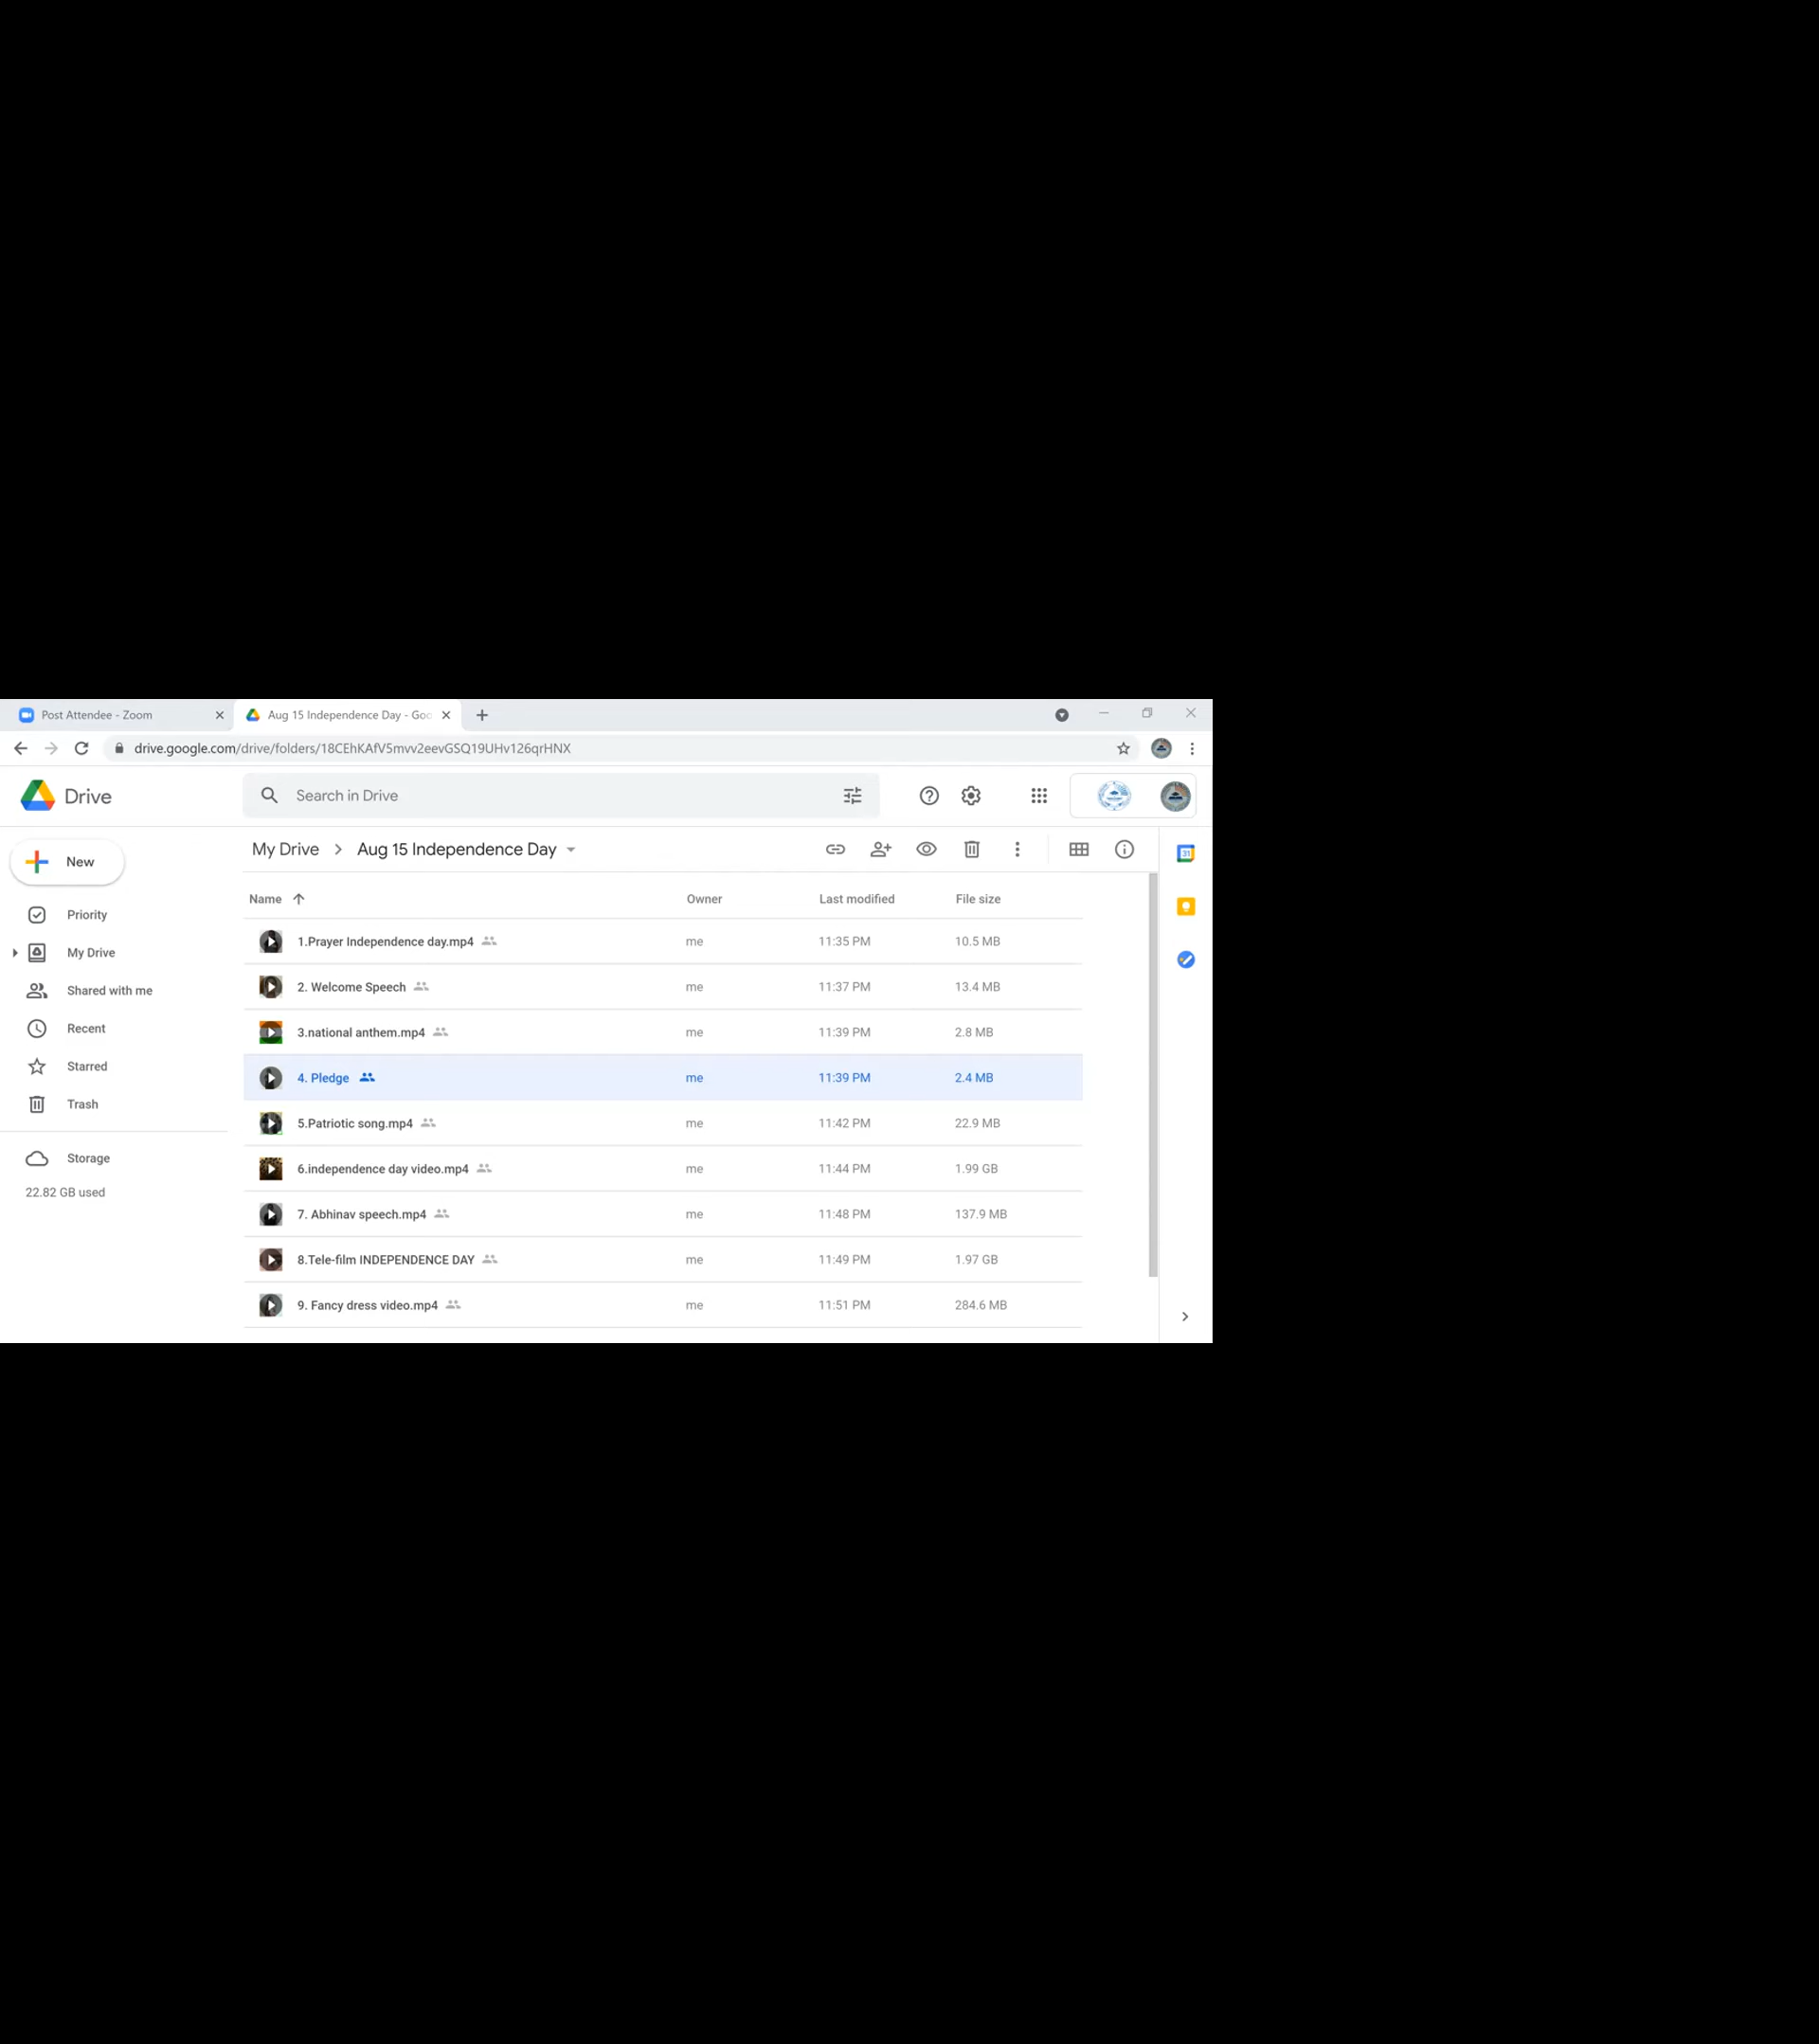 Post Attendee - Zoom
Aug 15 Independence Day - Goo
drive.google.com/drive/folders/18CEhKAfV5mvv2eevGSQ19UHv126qrHNX
Drive
Search in Drive
New
My Drive > Aug 15 Independence Day
31
Priority
My Drive
Shared with me
Recent
Starred
Trash
Storage
22.82 GB used
Name Owner Last modified File size
1.Prayer Independence day.mp4 me 11:35 PM 10.5 MB
2. Welcome Speech me 11:37 PM 13.4 MB
3.national anthem.mp4 me 11:39 PM 2.8 MB
4. Pledge me 11:39 PM 2.4 MB
5.Patriotic song.mp4 me 11:42 PM 22.9 MB
6.independence day video.mp4 me 11:44 PM 1.99 GB
7. Abhinav speech.mp4 me 11:48 PM 137.9 MB
8.Tele-film INDEPENDENCE DAY me 11:49 PM 1.97 GB
9. Fancy dress video.mp4 me 11:51 PM 284.6 MB